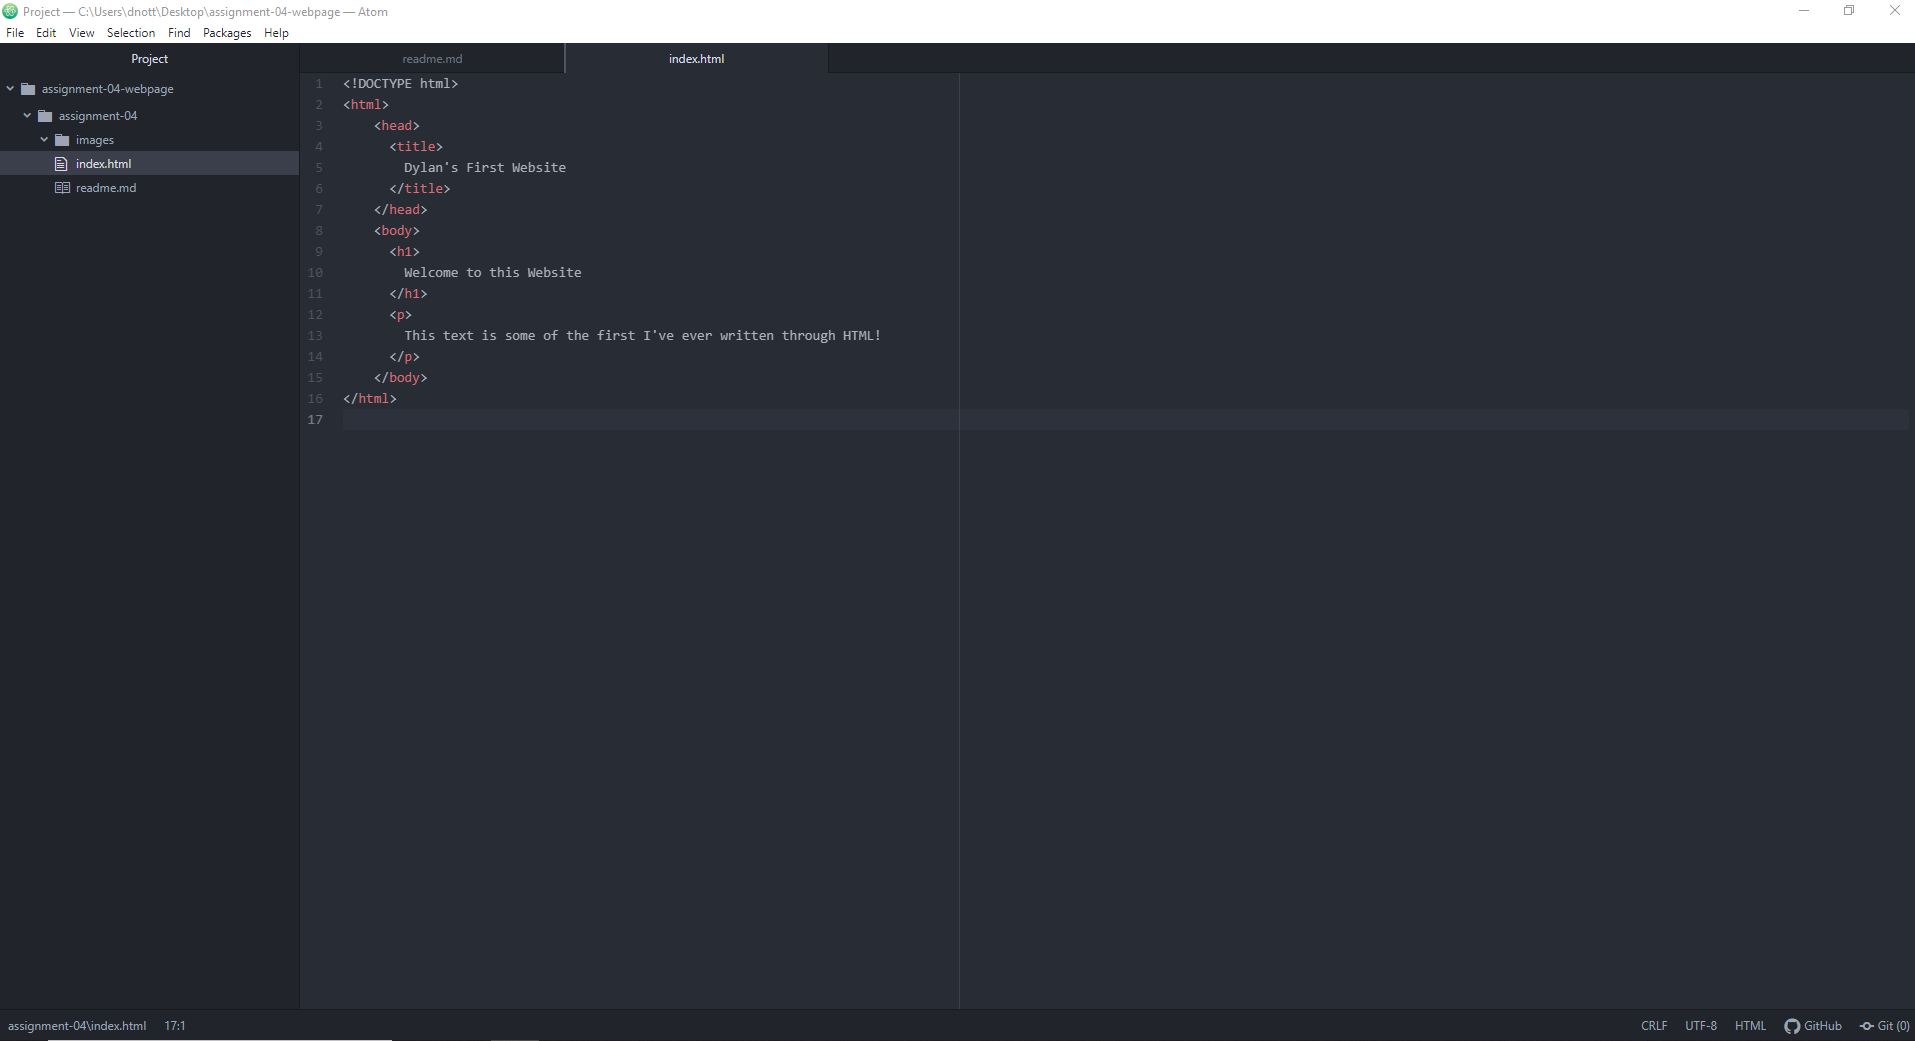 Project — C:\Users\dnott\Desktop\assignment-04-webpage — Atom
File Edit View Selection Find Packages Help
Project
assignment-04-webpage
assignment-04
images
index.html
readme.md
readme.md index.html
1 <!DOCTYPE html>
2 <html>
3 <head>
4 <title>
5 Dylan's First Website
6 </title>
7 </head>
8 <body>
9 <h1>
10 Welcome to this Website
11 </h1>
12 <p>
13 This text is some of the first I've ever written through HTML!
14 </p>
15 </body>
16 </html>
17
assignment-04\index.html 17:1 CRLF UTF-8 HTML GitHub Git (0)